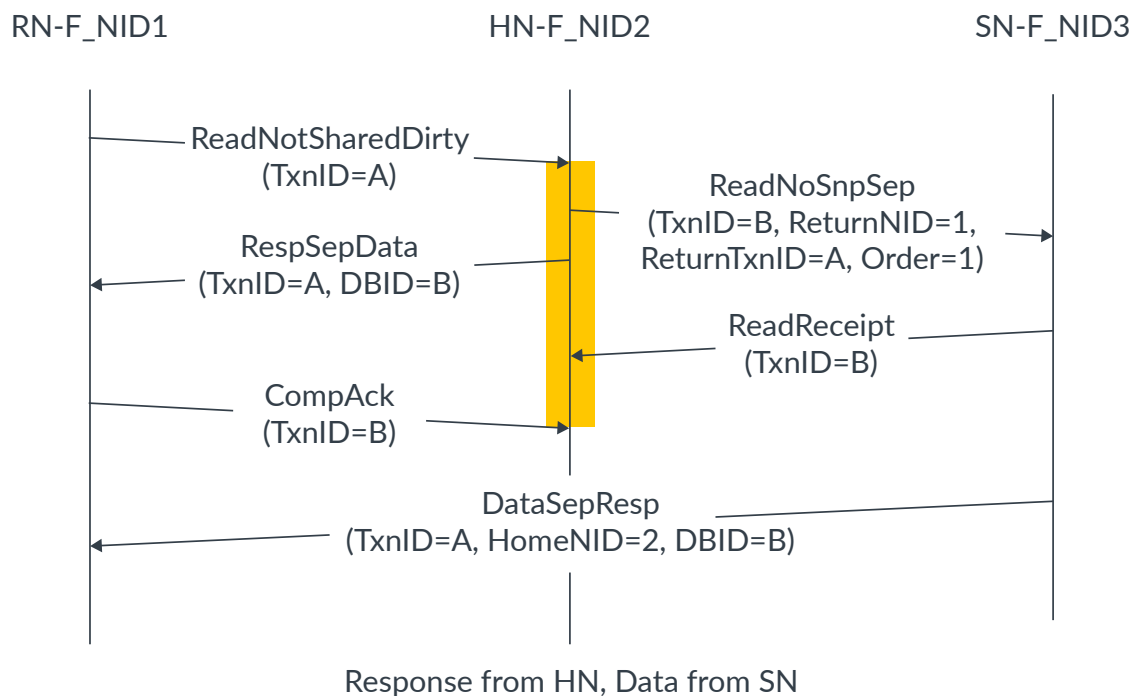 RN-F_NID1
HN-F_NID2
SN-F_NID3
ReadNotSharedDirty
(TxnID=A)
ReadNoSnpSep
(TxnID=B, ReturnNID=1,
ReturnTxnID=A, Order=1)
RespSepData
(TxnID=A, DBID=B)
ReadReceipt
(TxnID=B)
CompAck
(TxnID=B)
DataSepResp
(TxnID=A, HomeNID=2, DBID=B)
Response from HN, Data from SN